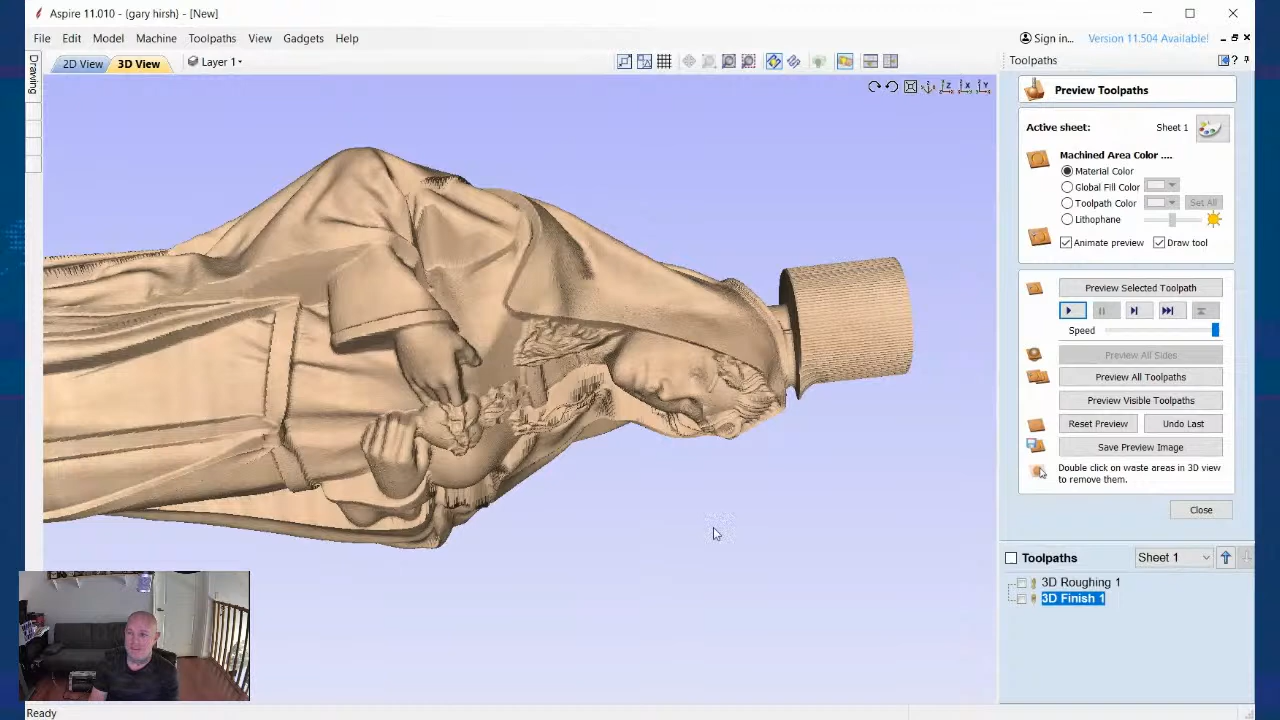 Aspire 11.010 - {gary hirsh} - [New]
File Edit Model Machine Toolpaths View Gadgets Help
Sign in... Version 11.504 Available!
Drawing
2D View 3D View Layer 1
Toolpaths
Preview Toolpaths
Active sheet: Sheet 1
Machined Area Color ....
Material Color
Global Fill Color
Toolpath Color Set All
Lithophane
Animate preview Draw tool
Preview Selected Toolpath
Speed
Preview All Sides
Preview All Toolpaths
Preview Visible Toolpaths
Reset Preview Undo Last
Save Preview Image
Double click on waste areas in 3D view
to remove them.
Close
Toolpaths Sheet 1
3D Roughing 1
3D Finish 1
Ready